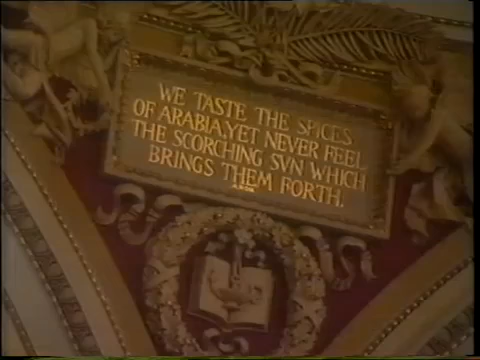 WE TASTE THE SPICES
OF ARABIA, YET NEVER FEEL
THE SCORCHING SVN WHICH
BRINGS THEM FORTH.